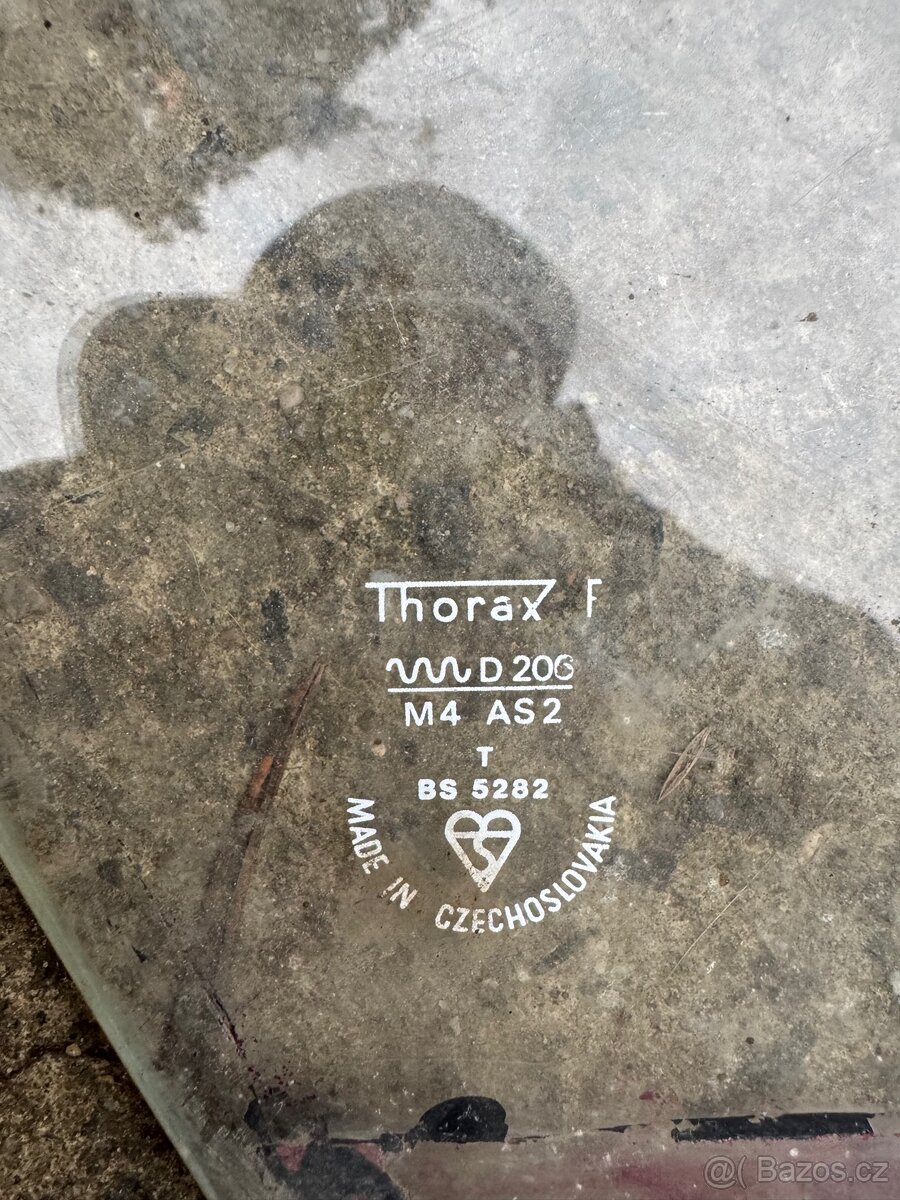 Thorax F
D 206
M4 AS2
T
BS 5282
MADE IN CZECHOSLOVAKIA
@( Bazos.cz